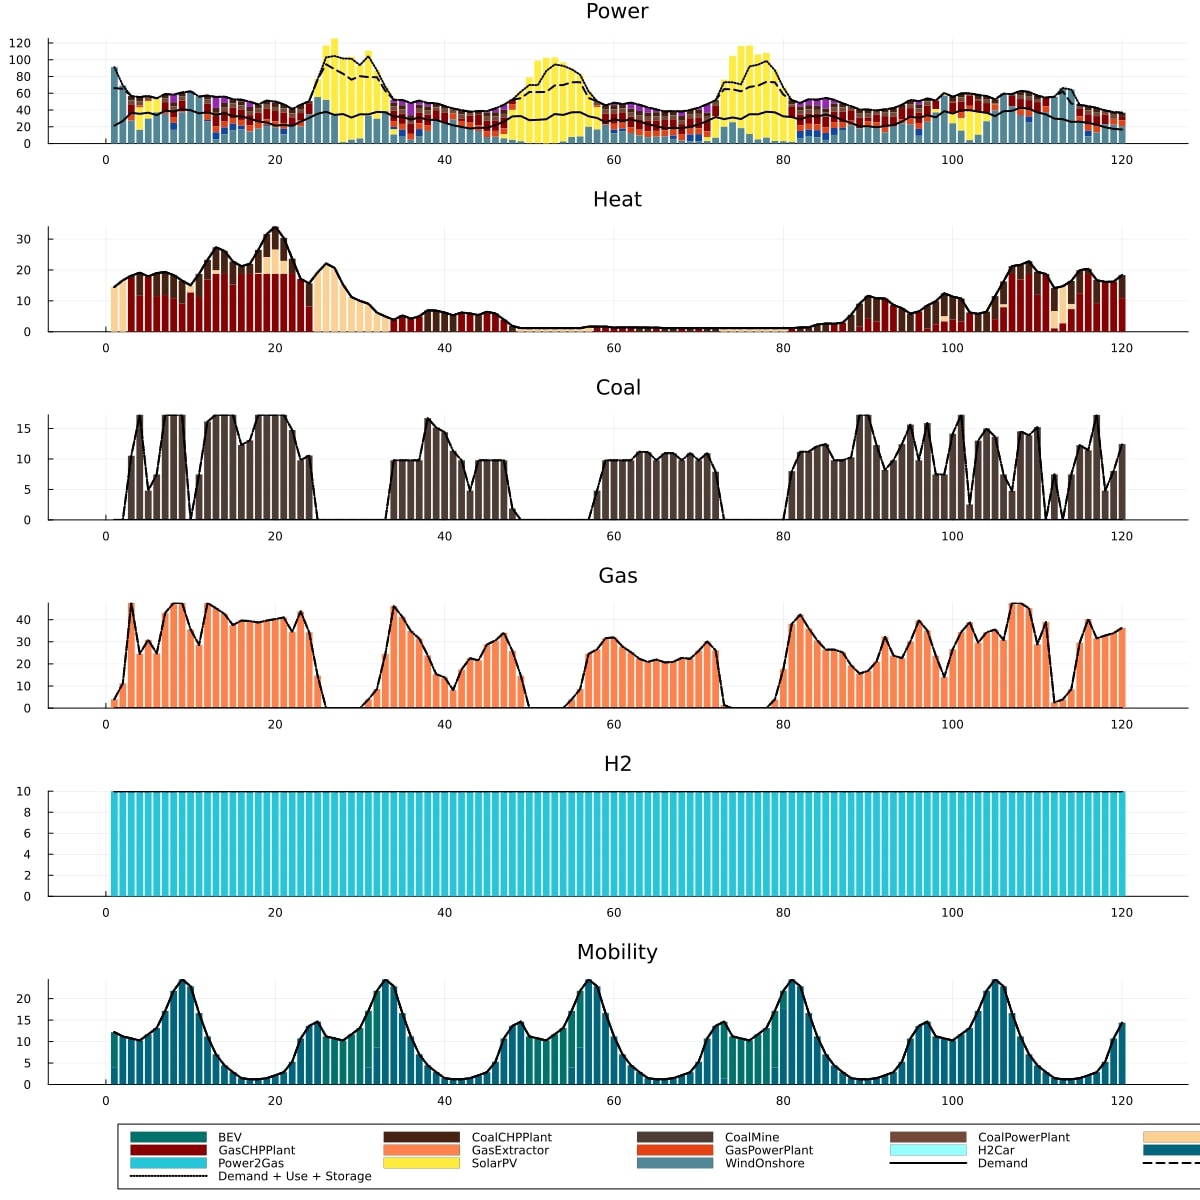 Power
120
100
80
60
40
20
0
0 20 40 60 80 100 120
Heat
30
20
10
0
0 20 40 60 80 100 120
Coal
15
10
5
0
0 20 40 60 80 100 120
Gas
40
30
20
10
0
0 20 40 60 80 100 120
H2
10
8
6
4
2
0
0 20 40 60 80 100 120
Mobility
20
15
10
5
0
0 20 40 60 80 100 120
BEV CoalCHPPlant CoalMine CoalPowerPlant
GasCHPPlant GasExtractor GasPowerPlant H2Car
Power2Gas SolarPV WindOnshore Demand
Demand + Use + Storage